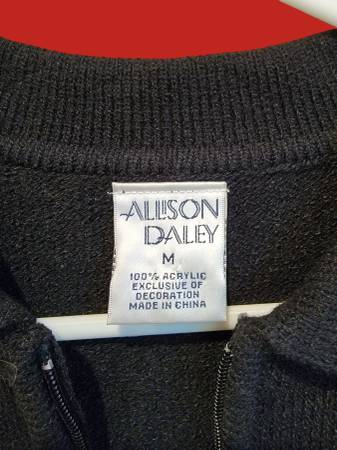 ALLISON
DALEY
M
100% ACRYLIC
EXCLUSIVE OF
DECORATION
MADE IN CHINA